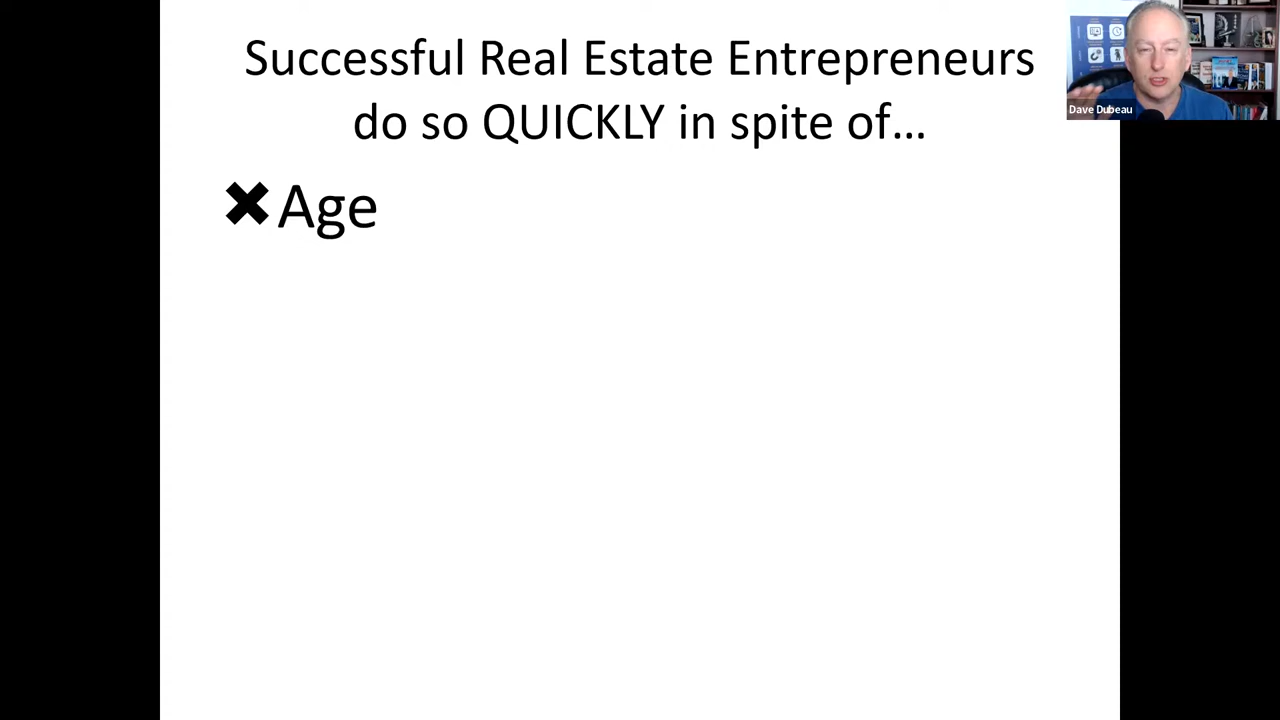 Successful Real Estate Entrepreneurs
do so QUICKLY in spite of...
✖Age
Dave Dubeau